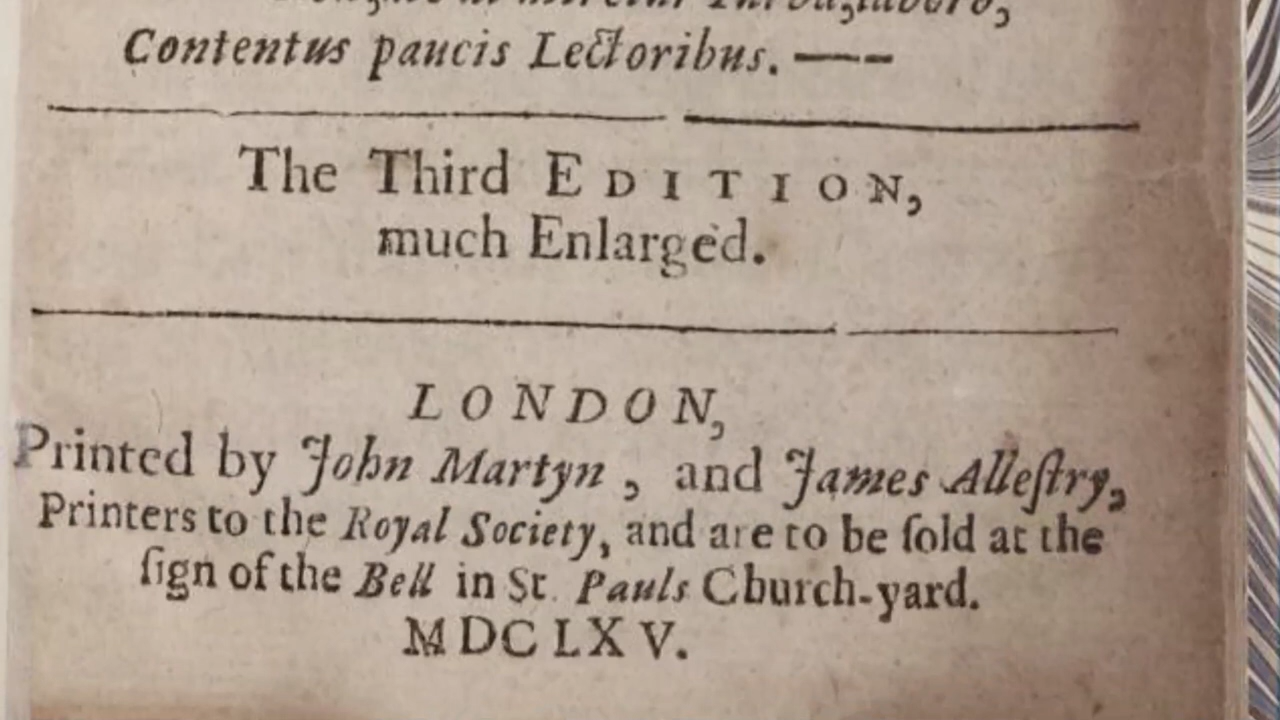 Contentus paucis Lectoribus. ——
The Third EDITION,
much Enlarged.
LONDON,
Printed by John Martyn, and James Alleſtry,
Printers to the Royal Society, and are to be ſold at the
ſign of the Bell in St. Pauls Church-yard.
MDCLXV.